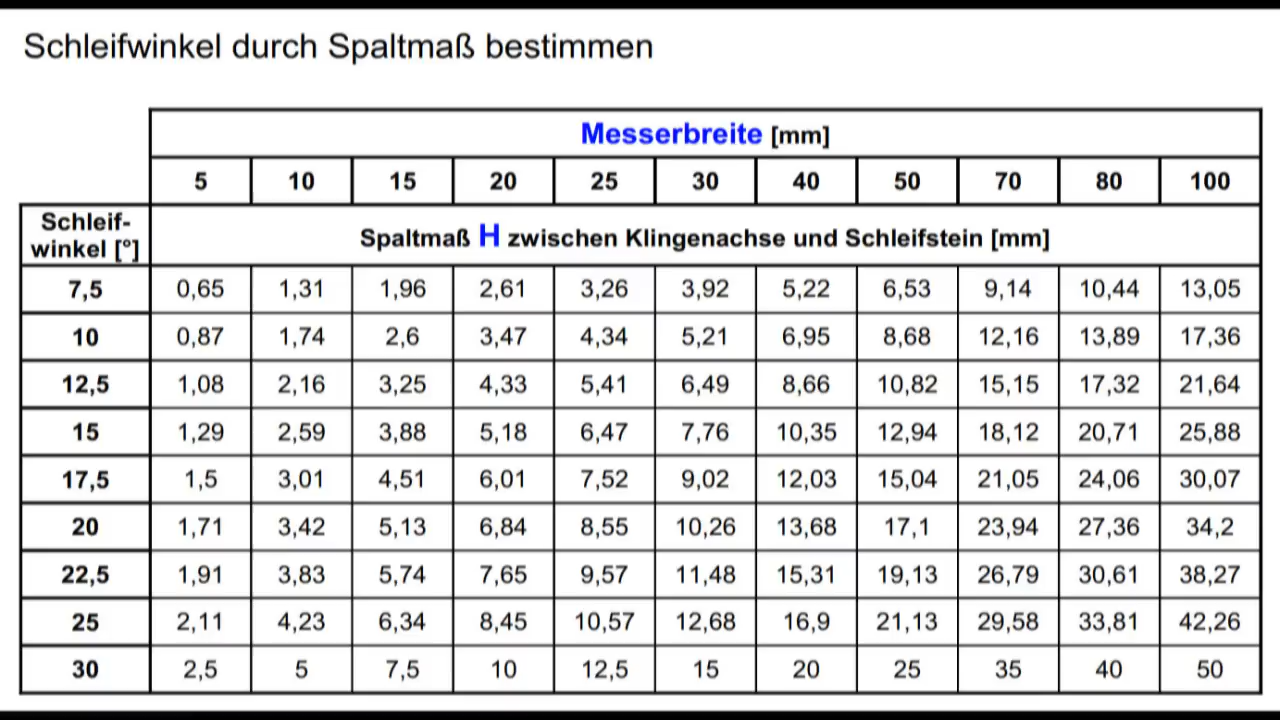 Schleifwinkel durch Spaltmaß bestimmen
Messerbreite [mm]
5 10 15 20 25 30 40 50 70 80 100
Schleif-
winkel [°]
Spaltmaß H zwischen Klingenachse und Schleifstein [mm]
7,5 0,65 1,31 1,96 2,61 3,26 3,92 5,22 6,53 9,14 10,44 13,05
10 0,87 1,74 2,6 3,47 4,34 5,21 6,95 8,68 12,16 13,89 17,36
12,5 1,08 2,16 3,25 4,33 5,41 6,49 8,66 10,82 15,15 17,32 21,64
15 1,29 2,59 3,88 5,18 6,47 7,76 10,35 12,94 18,12 20,71 25,88
17,5 1,5 3,01 4,51 6,01 7,52 9,02 12,03 15,04 21,05 24,06 30,07
20 1,71 3,42 5,13 6,84 8,55 10,26 13,68 17,1 23,94 27,36 34,2
22,5 1,91 3,83 5,74 7,65 9,57 11,48 15,31 19,13 26,79 30,61 38,27
25 2,11 4,23 6,34 8,45 10,57 12,68 16,9 21,13 29,58 33,81 42,26
30 2,5 5 7,5 10 12,5 15 20 25 35 40 50